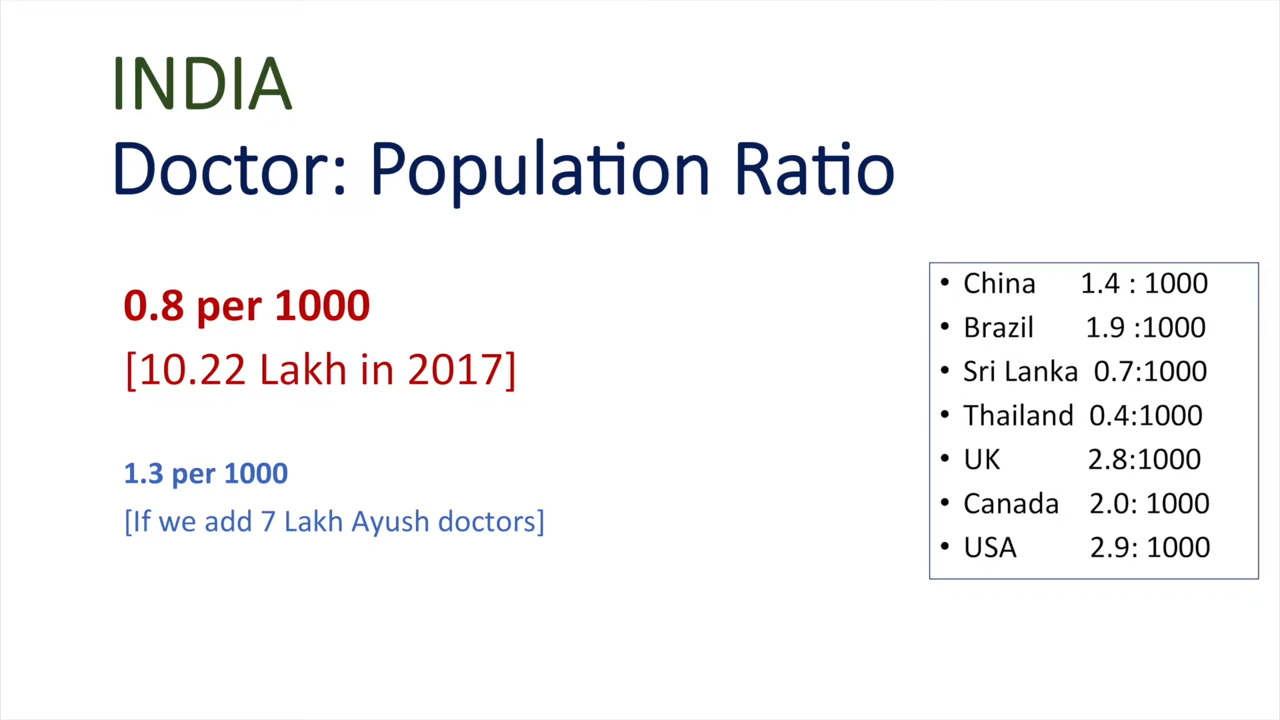 INDIA
Doctor: Population Ratio
0.8 per 1000
[10.22 Lakh in 2017]
1.3 per 1000
[If we add 7 Lakh Ayush doctors]
• China 1.4 : 1000
• Brazil 1.9 :1000
• Sri Lanka 0.7:1000
• Thailand 0.4:1000
• UK 2.8:1000
• Canada 2.0: 1000
• USA 2.9: 1000